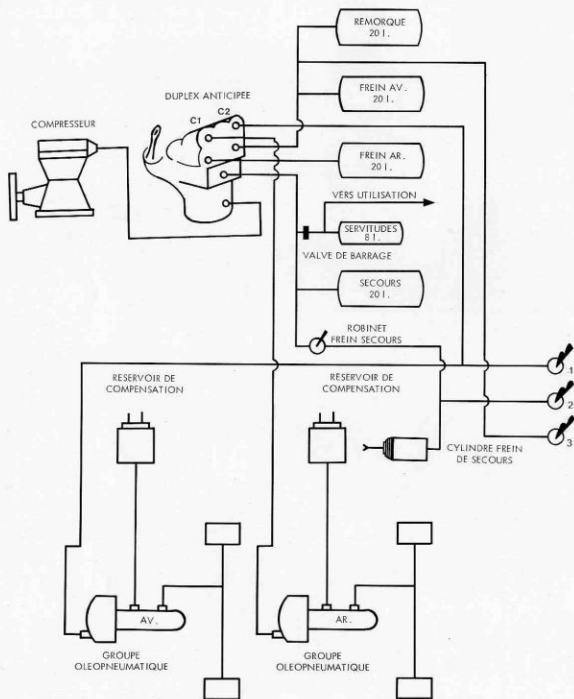 REMORQUE
20 l.
DUPLEX ANTICIPÉE
C1
C2
FREIN AV.
20 l.
COMPRESSEUR
FREIN AR.
20 l.
VERS UTILISATION
SERVITUDES
8 l.
VALVE DE BARRAGE
SECOURS
20 l.
ROBINET
FREIN SECOURS
RESERVOIR DE
COMPENSATION
RESERVOIR DE
COMPENSATION
1
2
3
CYLINDRE FREIN
DE SECOURS
AV.
AR.
GROUPE
OLEOPNEUMATIQUE
GROUPE
OLEOPNEUMATIQUE